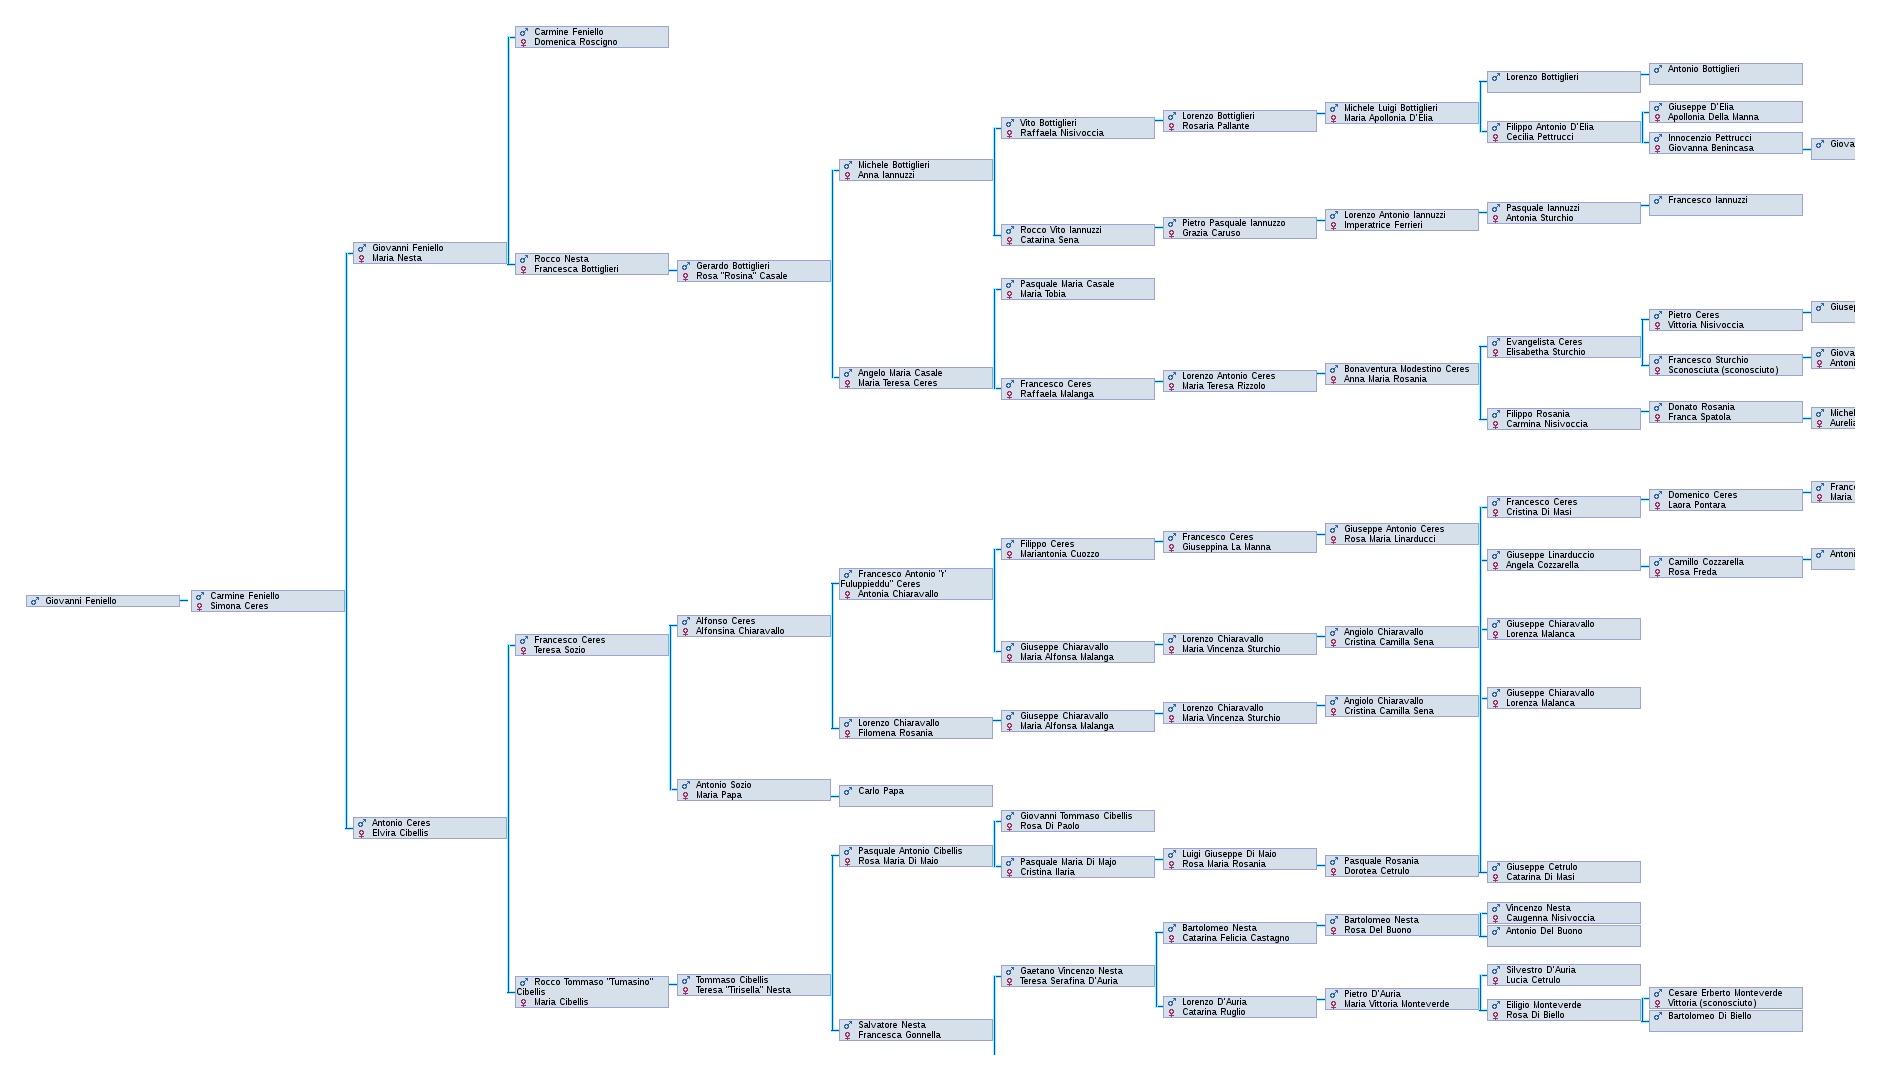 Giovanni Feniello
Carmine Feniello
Simona Ceres
Giovanni Feniello
Maria Nesta
Antonio Ceres
Elvira Cibellis
Carmine Feniello
Domenica Roscigno
Rocco Nesta
Francesca Bottiglieri
Francesco Ceres
Teresa Sozio
Rocco Tommaso "Tumasino"
Cibellis
Maria Cibellis
Gerardo Bottiglieri
Rosa "Rosina" Casale
Alfonso Ceres
Alfonsina Chiaravallo
Antonio Sozio
Maria Papa
Tommaso Cibellis
Teresa "Tirisella" Nesta
Michele Bottiglieri
Anna Iannuzzi
Angelo Maria Casale
Maria Teresa Ceres
Francesco Antonio "r'
Fuluppieddu" Ceres
Antonia Chiaravallo
Lorenzo Chiaravallo
Filomena Rosania
Carlo Papa
Pasquale Antonio Cibellis
Rosa Maria Di Maio
Salvatore Nesta
Francesca Gonnella
Vito Bottiglieri
Raffaela Nisivoccia
Rocco Vito Iannuzzi
Catarina Sena
Pasquale Maria Casale
Maria Tobia
Francesco Ceres
Raffaela Malanga
Filippo Ceres
Mariantonia Cuozzo
Giuseppe Chiaravallo
Maria Alfonsa Malanga
Giuseppe Chiaravallo
Maria Alfonsa Malanga
Giovanni Tommaso Cibellis
Rosa Di Paolo
Pasquale Maria Di Majo
Cristina Ilaria
Gaetano Vincenzo Nesta
Teresa Serafina D'Auria
Lorenzo Bottiglieri
Rosaria Pallante
Pietro Pasquale Iannuzzo
Grazia Caruso
Lorenzo Antonio Ceres
Maria Teresa Rizzolo
Francesco Ceres
Giuseppina La Manna
Lorenzo Chiaravallo
Maria Vincenza Sturchio
Lorenzo Chiaravallo
Maria Vincenza Sturchio
Luigi Giuseppe Di Maio
Rosa Maria Rosania
Bartolomeo Nesta
Catarina Felicia Castagno
Lorenzo D'Auria
Catarina Ruglio
Michele Luigi Bottiglieri
Maria Apollonia D'Elia
Lorenzo Antonio Iannuzzi
Imperatrice Ferrieri
Bonaventura Modestino Ceres
Anna Maria Rosania
Giuseppe Antonio Ceres
Rosa Maria Linarducci
Angiolo Chiaravallo
Cristina Camilla Sena
Angiolo Chiaravallo
Cristina Camilla Sena
Pasquale Rosania
Dorotea Cetrulo
Bartolomeo Nesta
Rosa Del Buono
Pietro D'Auria
Maria Vittoria Monteverde
Lorenzo Bottiglieri
Filippo Antonio D'Elia
Cecilia Pettrucci
Pasquale Iannuzzi
Antonia Sturchio
Evangelista Ceres
Elisabetha Sturchio
Filippo Rosania
Carmina Nisivoccia
Francesco Ceres
Cristina Di Masi
Giuseppe Linarduccio
Angela Cozzarella
Giuseppe Chiaravallo
Lorenza Malanca
Giuseppe Chiaravallo
Lorenza Malanca
Giuseppe Cetrulo
Catarina Di Masi
Vincenzo Nesta
Caugenna Nisivoccia
Antonio Del Buono
Silvestro D'Auria
Lucia Cetrulo
Eiligio Monteverde
Rosa Di Biello
Antonio Bottiglieri
Giuseppe D'Elia
Apollonia Della Manna
Innocenzio Pettrucci
Giovanna Benincasa
Francesco Iannuzzi
Pietro Ceres
Vittoria Nisivoccia
Francesco Sturchio
Sconosciuta (sconosciuto)
Donato Rosania
Franca Spatola
Domenico Ceres
Laora Pontara
Camillo Cozzarella
Rosa Freda
Cesare Erberto Monteverde
Vittoria (sconosciuto)
Bartolomeo Di Biello
Giova
Giusep
Giova
Antoni
Michel
Aurelia
Franc
Maria
Antoni